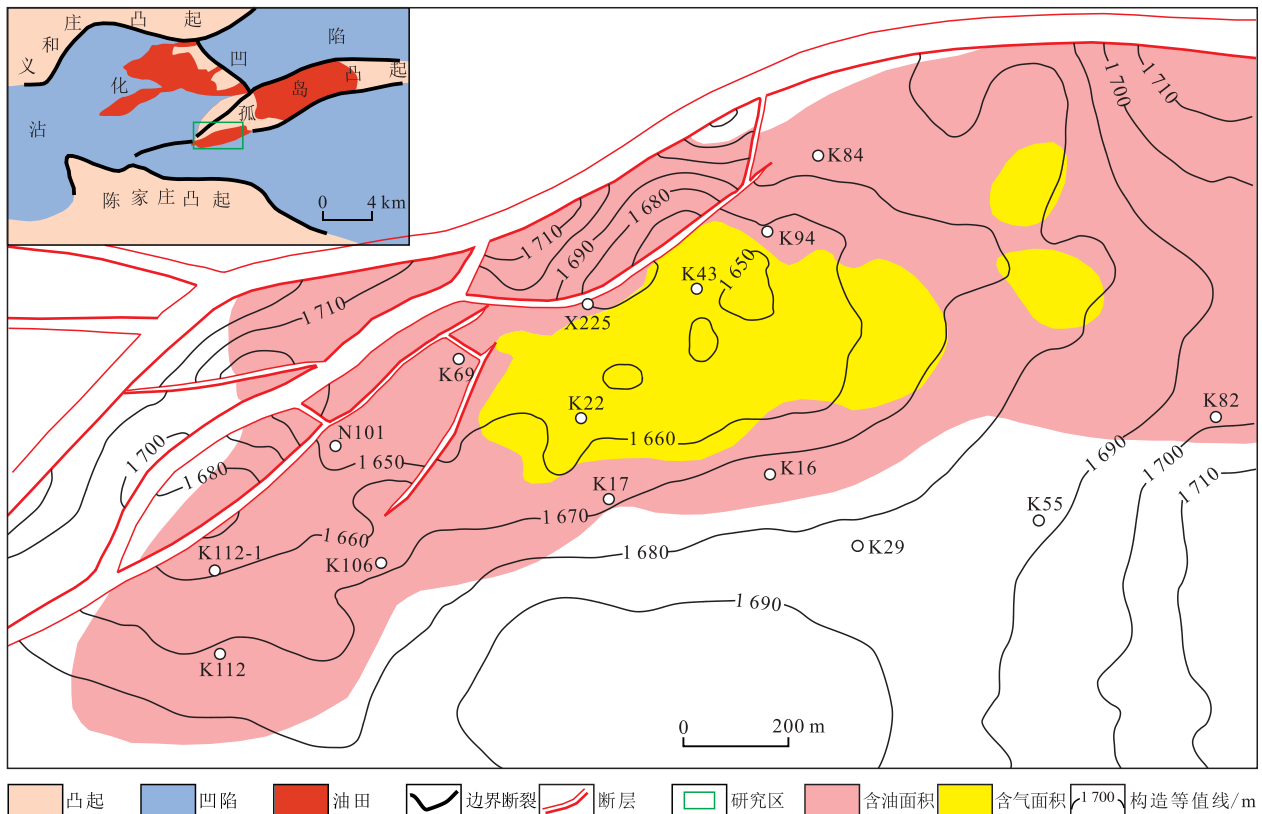 庄 凸 起
和
义
陷
凹
化
凸 起
岛
孤
沾
陈 家 庄 凸 起
0 4 km
1 700
1 710
K84
1 680
1 710
1 690
K94
K43
1 650
X225
1 710
K69
K22
K82
N101
1 660
1 700
1 650
1 680
1 690
1 700
1 710
K16
K17
1 670
K55
1 660
K112-1
K106
1 680
K29
1 690
K112
0 200 m
凸起 凹陷 油田 边界断裂 断层 研究区 含油面积 含气面积 1 700 构造等值线/m